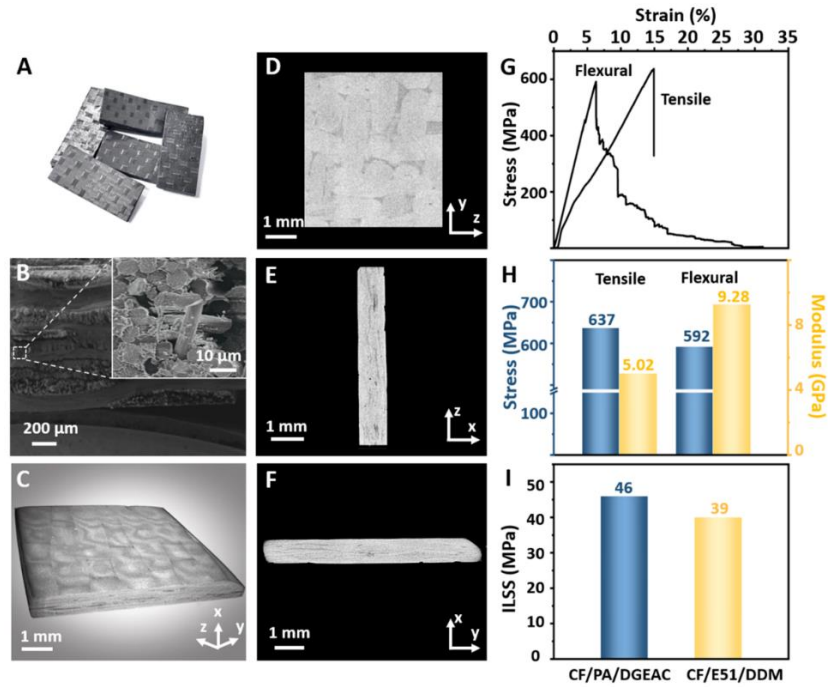 A
B
10 μm
200 μm
C
1 mm
x
z
y
D
1 mm
y
z
E
1 mm
z
x
F
1 mm
x
y
Strain (%)
0 5 10 15 20 25 30 35
G
Flexural
Tensile
600
400
200
Stress (MPa)
H
Tensile Flexural
637
5.02
592
9.28
700
600
100
Stress (MPa)
8
4
0
Modulus (GPa)
I
46
39
50
40
30
20
10
0
ILSS (MPa)
CF/PA/DGEAC CF/E51/DDM